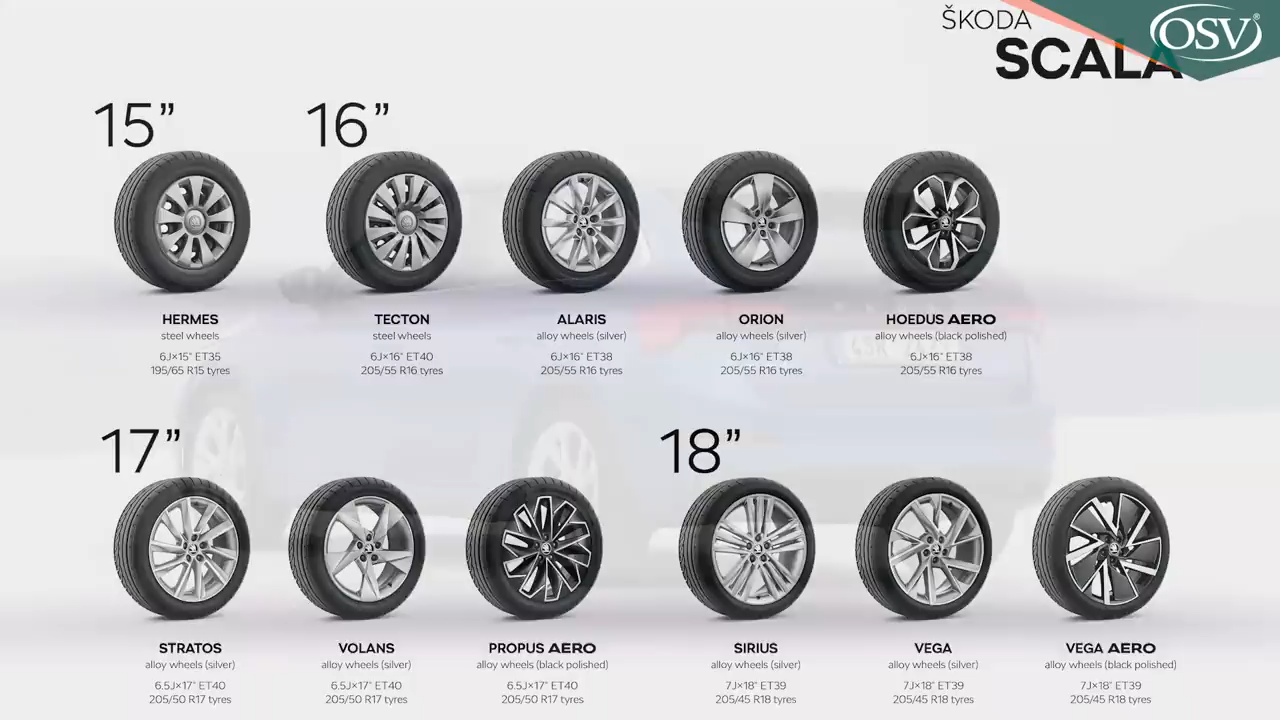 ŠKODA
SCALA
OSV®
15”
16”
HERMES
steel wheels
6J×15" ET35
195/65 R15 tyres
TECTON
steel wheels
6J×16" ET40
205/55 R16 tyres
ALARIS
alloy wheels (silver)
6J×16" ET38
205/55 R16 tyres
ORION
alloy wheels (silver)
6J×16" ET38
205/55 R16 tyres
HOEDUS AERO
alloy wheels (black polished)
6J×16" ET38
205/55 R16 tyres
17”
18”
STRATOS
alloy wheels (silver)
6.5J×17" ET40
205/50 R17 tyres
VOLANS
alloy wheels (silver)
6.5J×17" ET40
205/50 R17 tyres
PROPUS AERO
alloy wheels (black polished)
6.5J×17" ET40
205/50 R17 tyres
SIRIUS
alloy wheels (silver)
7J×18" ET39
205/45 R18 tyres
VEGA
alloy wheels (silver)
7J×18" ET39
205/45 R18 tyres
VEGA AERO
alloy wheels (black polished)
7J×18" ET39
205/45 R18 tyres